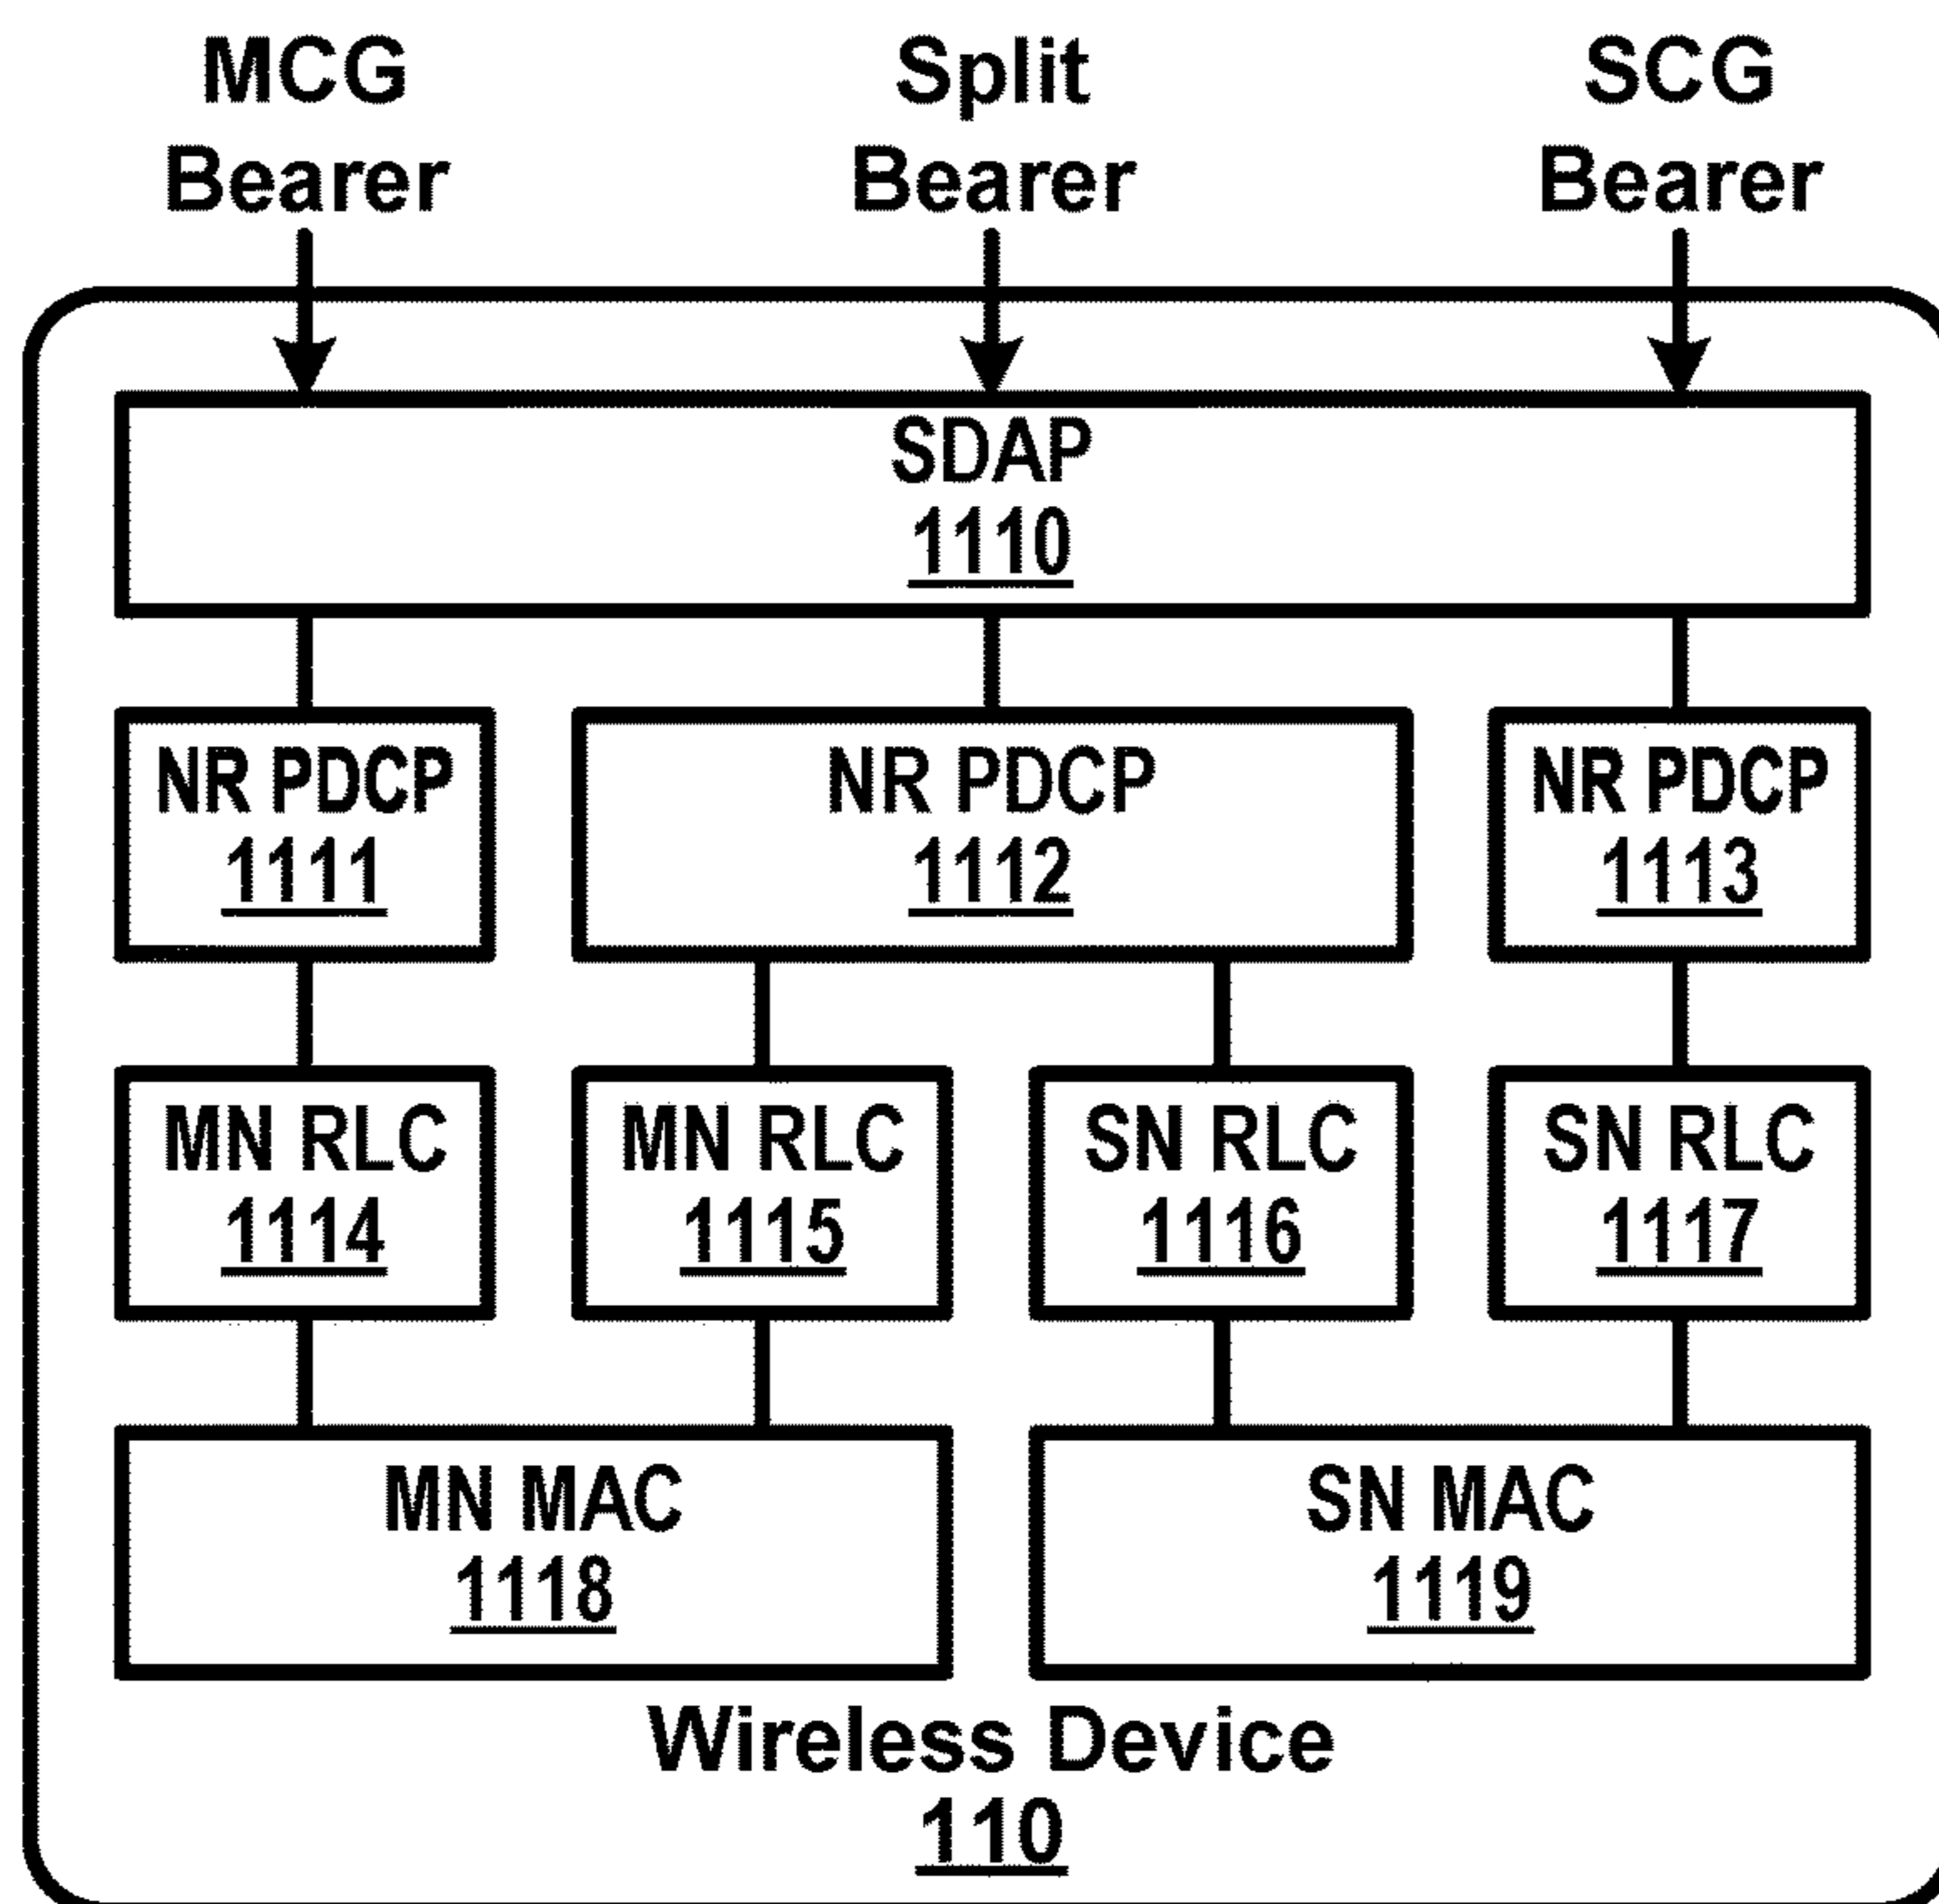 MCG
Bearer
Split
Bearer
SCG
Bearer
SDAP
1110
NR PDCP
1111
NR PDCP
1112
NR PDCP
1113
MN RLC
1114
MN RLC
1115
SN RLC
1116
SN RLC
1117
MN MAC
1118
SN MAC
1119
Wireless Device
110